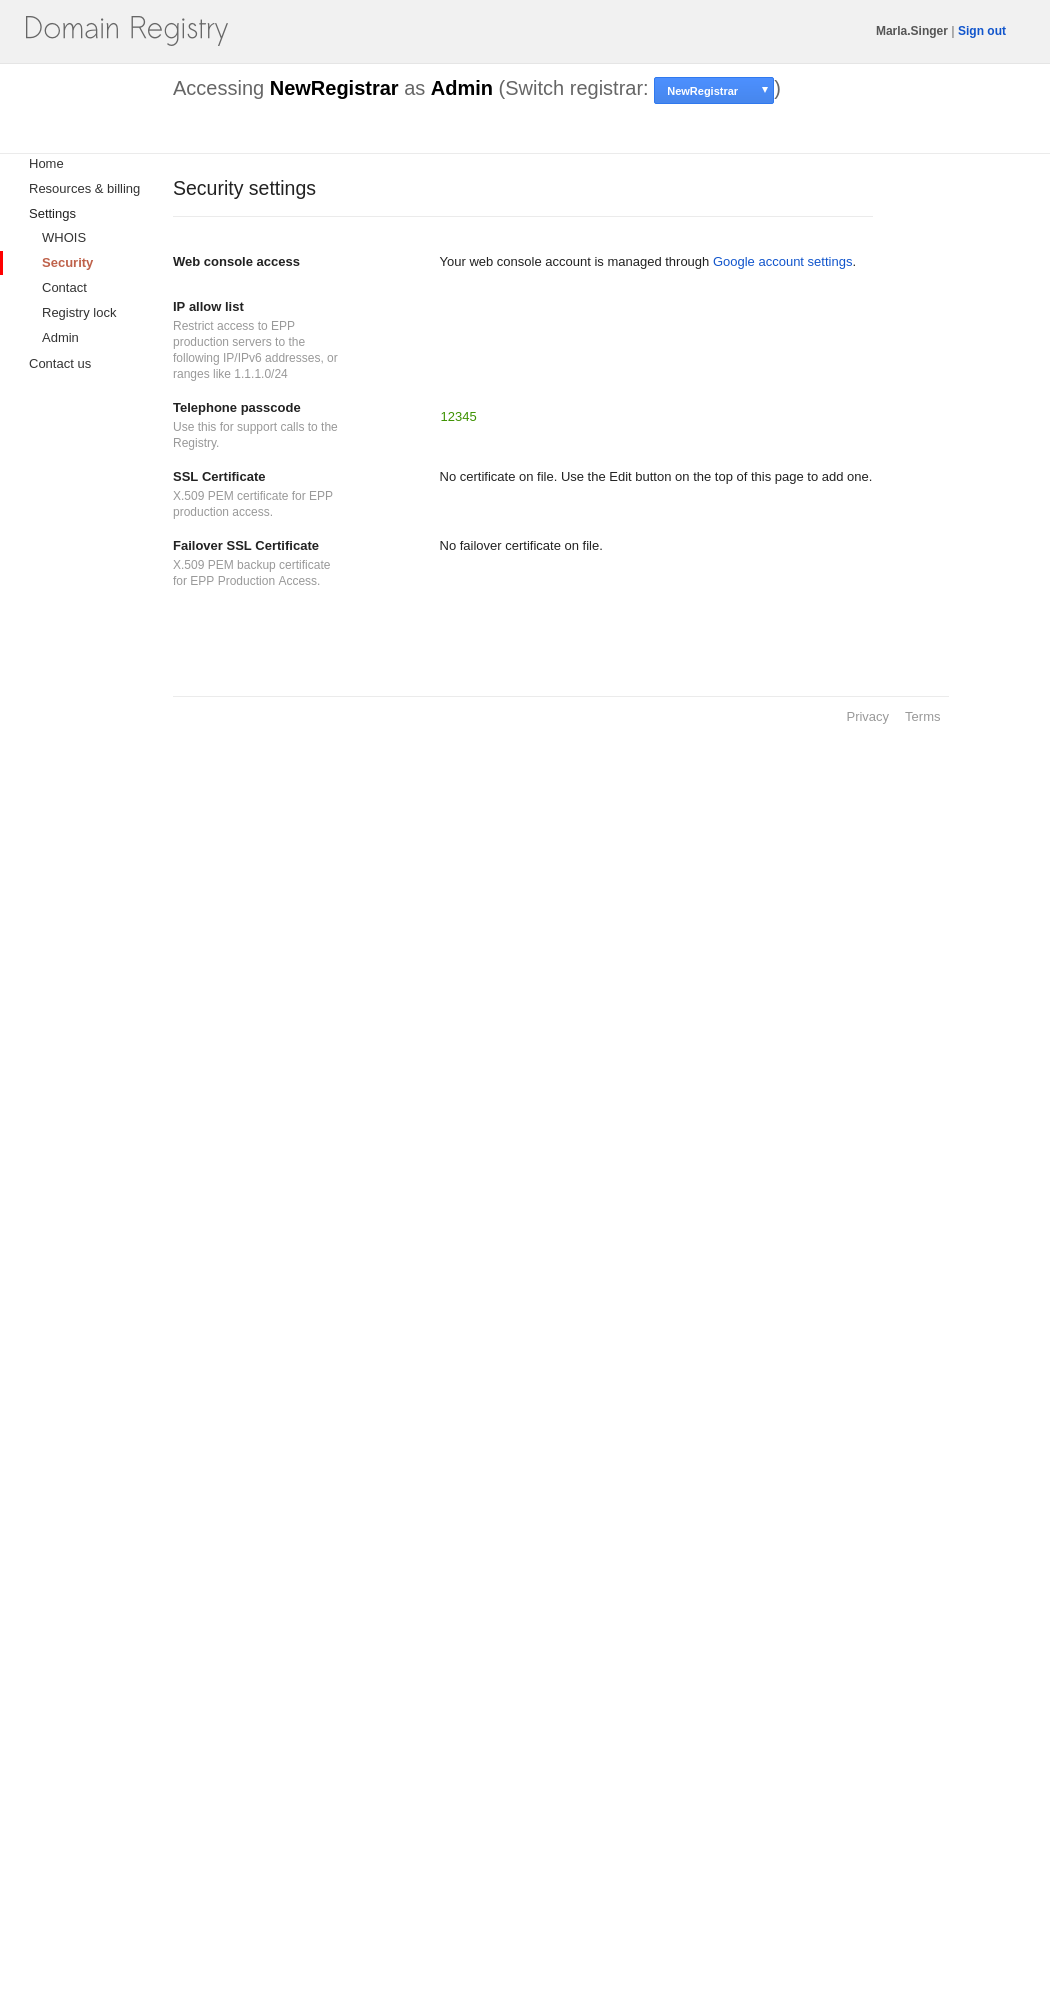 Domain Registry
Marla.Singer | Sign out
Accessing NewRegistrar as Admin (Switch registrar: NewRegistrar ▼)
Home
Resources & billing
Settings
WHOIS
Security
Contact
Registry lock
Admin
Contact us
Security settings
Web console access
Your web console account is managed through Google account settings.
IP allow list
Restrict access to EPP
production servers to the
following IP/IPv6 addresses, or
ranges like 1.1.1.0/24
Telephone passcode
Use this for support calls to the
Registry.
12345
SSL Certificate
X.509 PEM certificate for EPP
production access.
No certificate on file. Use the Edit button on the top of this page to add one.
Failover SSL Certificate
X.509 PEM backup certificate
for EPP Production Access.
No failover certificate on file.
Privacy Terms